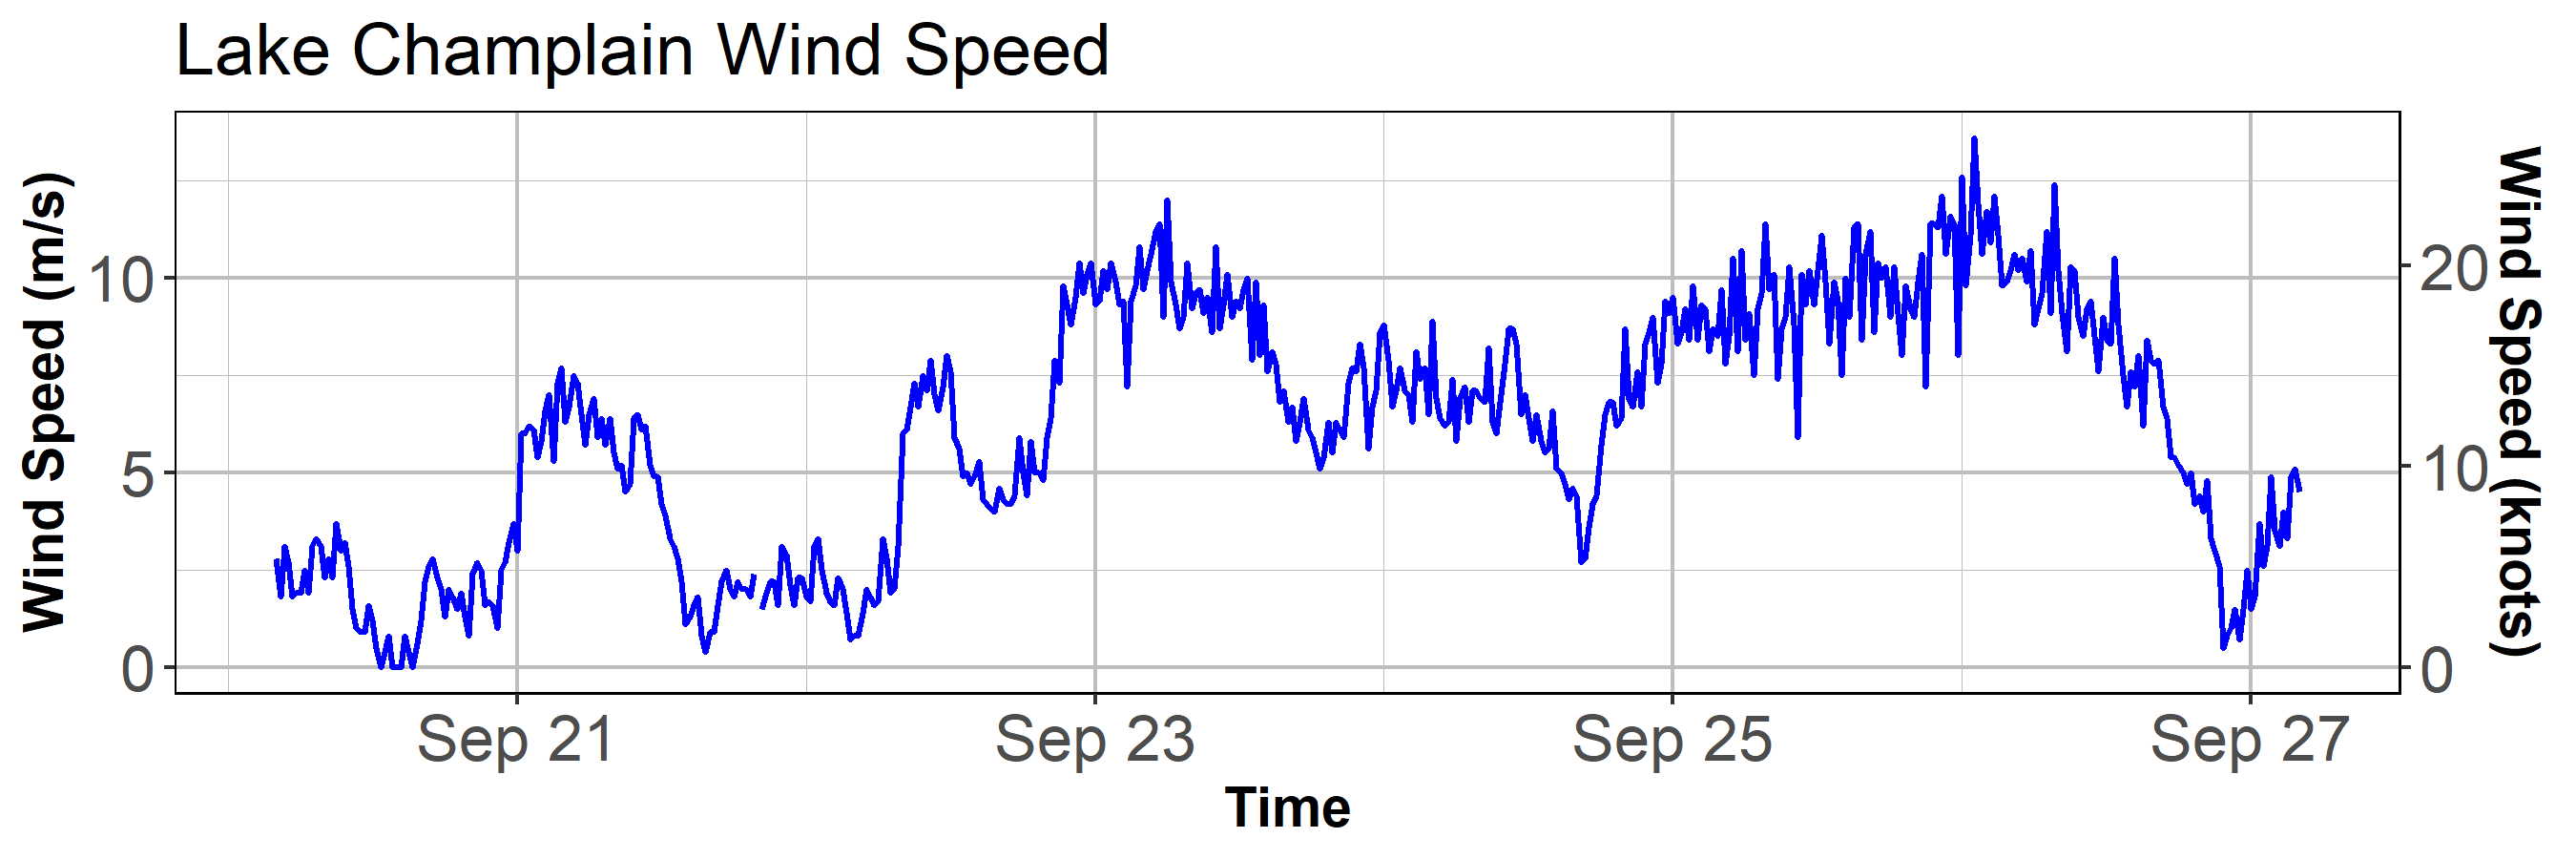 Lake Champlain Wind Speed
Wind Speed (m/s)
10
5
0
20
10
0
Wind Speed (knots)
Sep 21
Sep 23
Sep 25
Sep 27
Time